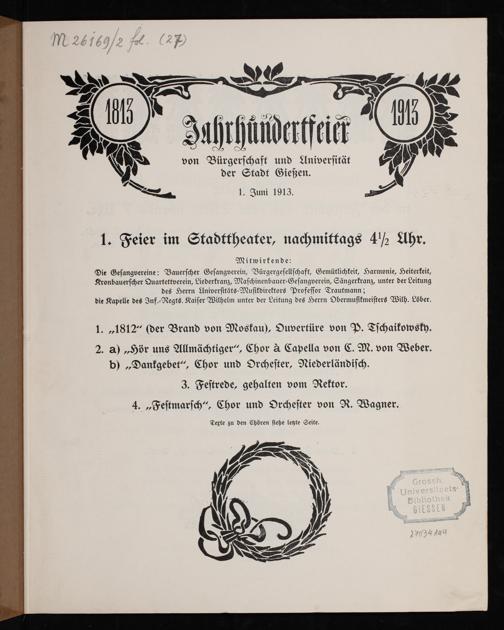 M 26169/2 fol. (27)
1813
1913
Jahrhundertfeier
von Bürgerschaft und Universität
der Stadt Gießen.
1. Juni 1913.
1. Feier im Stadttheater, nachmittags 4½ Uhr.
Mitwirkende:
Die Gesangvereine: Bauerscher Gesangverein, Bürgergesellschaft, Gemütlichkeit, Harmonie, Heiterkeit,
Kronbauerscher Quartettverein, Liederkranz, Maschinenbauer-Gesangverein, Sängerkranz, unter der Leitung
des Herrn Universitäts-Musikdirektors Professor Trautmann;
die Kapelle des Inf.-Regts. Kaiser Wilhelm unter der Leitung des Herrn Obermusikmeisters Wilh. Löber.
1. „1812“ (der Brand von Moskau), Ouvertüre von P. Tschaikowsky.
2. a) „Hör uns Allmächtiger“, Chor à Capella von C. M. von Weber.
b) „Dankgebet“, Chor und Orchester, Niederländisch.
3. Festrede, gehalten vom Rektor.
4. „Festmarsch“, Chor und Orchester von R. Wagner.
Texte zu den Chören siehe letzte Seite.
Grossh.
Universitaets-
Bibliothek
GIESSEN